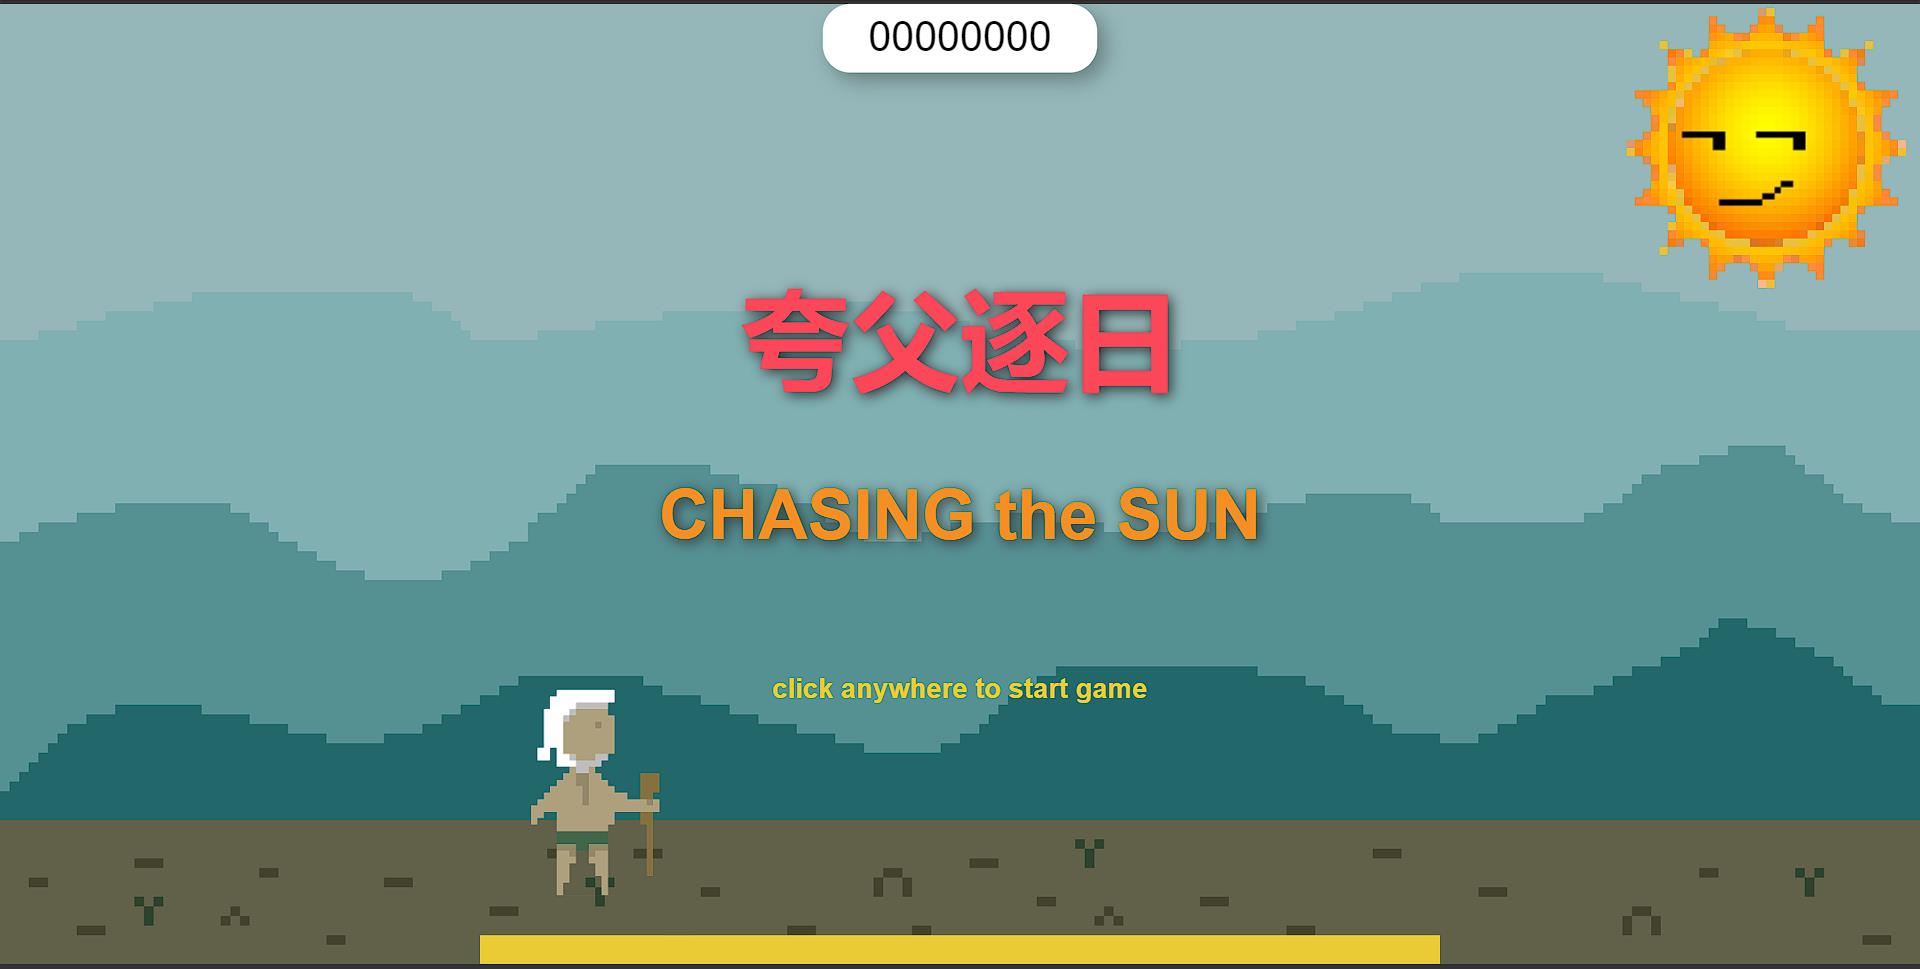 00000000
夸父逐日
CHASING the SUN
click anywhere to start game